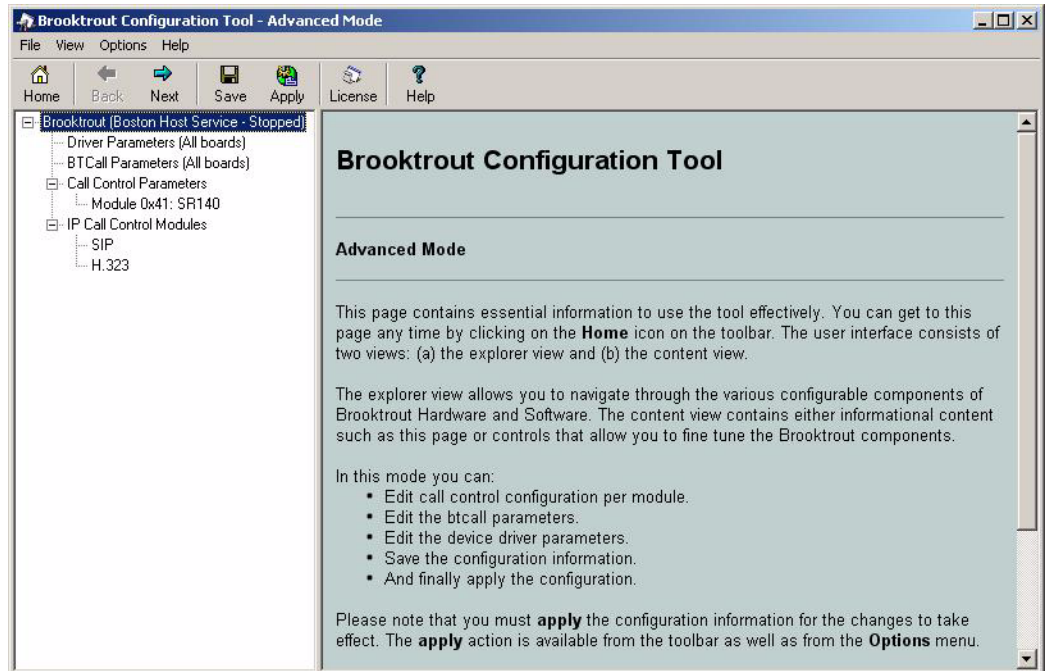 Brooktrout Configuration Tool - Advanced Mode
File View Options Help
Home Back Next Save Apply License Help
Brooktrout (Boston Host Service - Stopped)
Driver Parameters (All boards)
BTCall Parameters (All boards)
Call Control Parameters
Module 0x41: SR140
IP Call Control Modules
SIP
H.323
Brooktrout Configuration Tool
Advanced Mode
This page contains essential information to use the tool effectively. You can get to this
page any time by clicking on the Home icon on the toolbar. The user interface consists of
two views: (a) the explorer view and (b) the content view.
The explorer view allows you to navigate through the various configurable components of
Brooktrout Hardware and Software. The content view contains either informational content
such as this page or controls that allow you to fine tune the Brooktrout components.
In this mode you can:
• Edit call control configuration per module.
• Edit the btcall parameters.
• Edit the device driver parameters.
• Save the configuration information.
• And finally apply the configuration.
Please note that you must apply the configuration information for the changes to take
effect. The apply action is available from the toolbar as well as from the Options menu.